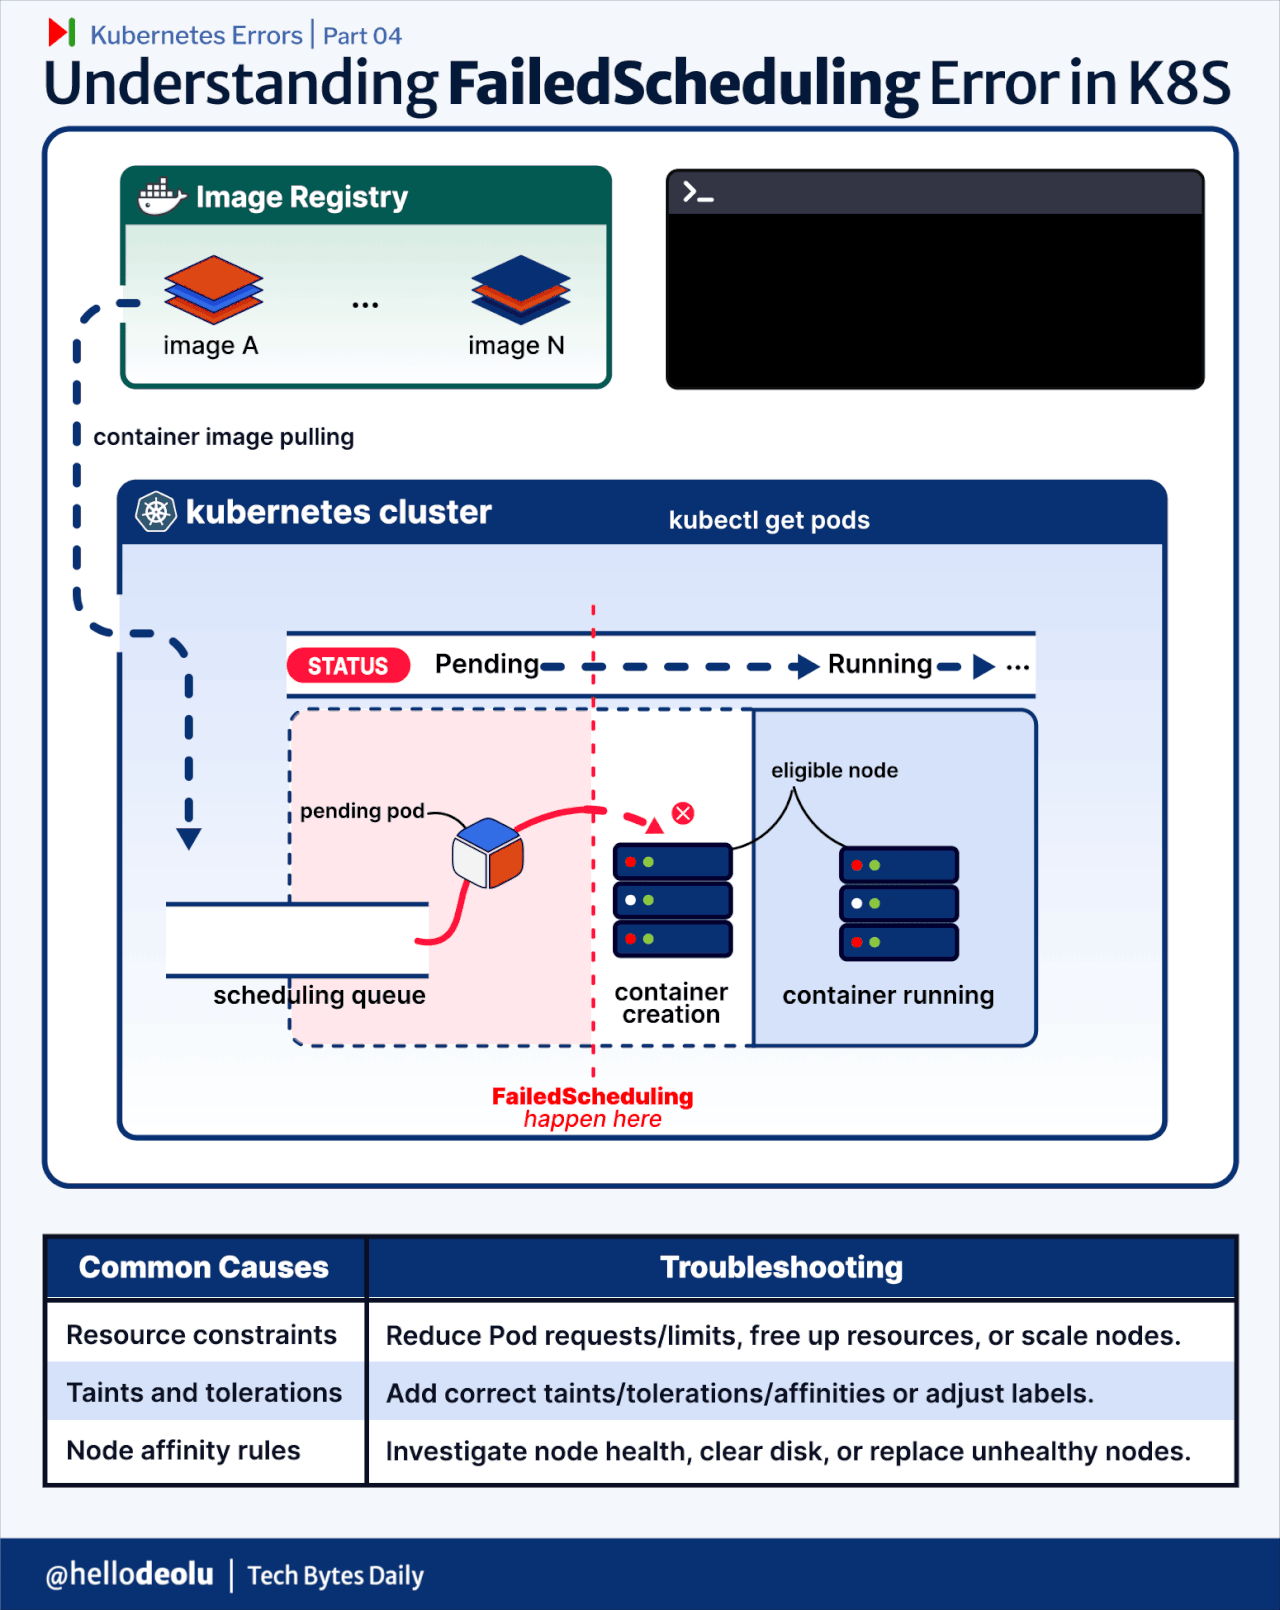 Kubernetes Errors | Part 04
Understanding FailedScheduling Error in K8S
Image Registry
image A
...
image N
container image pulling
kubernetes cluster
kubectl get pods
STATUS
Pending
Running
...
eligible node
pending pod
scheduling queue
container
creation
container running
FailedScheduling
happen here
Common Causes
Troubleshooting
Resource constraints
Reduce Pod requests/limits, free up resources, or scale nodes.
Taints and tolerations
Add correct taints/tolerations/affinities or adjust labels.
Node affinity rules
Investigate node health, clear disk, or replace unhealthy nodes.
@hellodeolu | Tech Bytes Daily